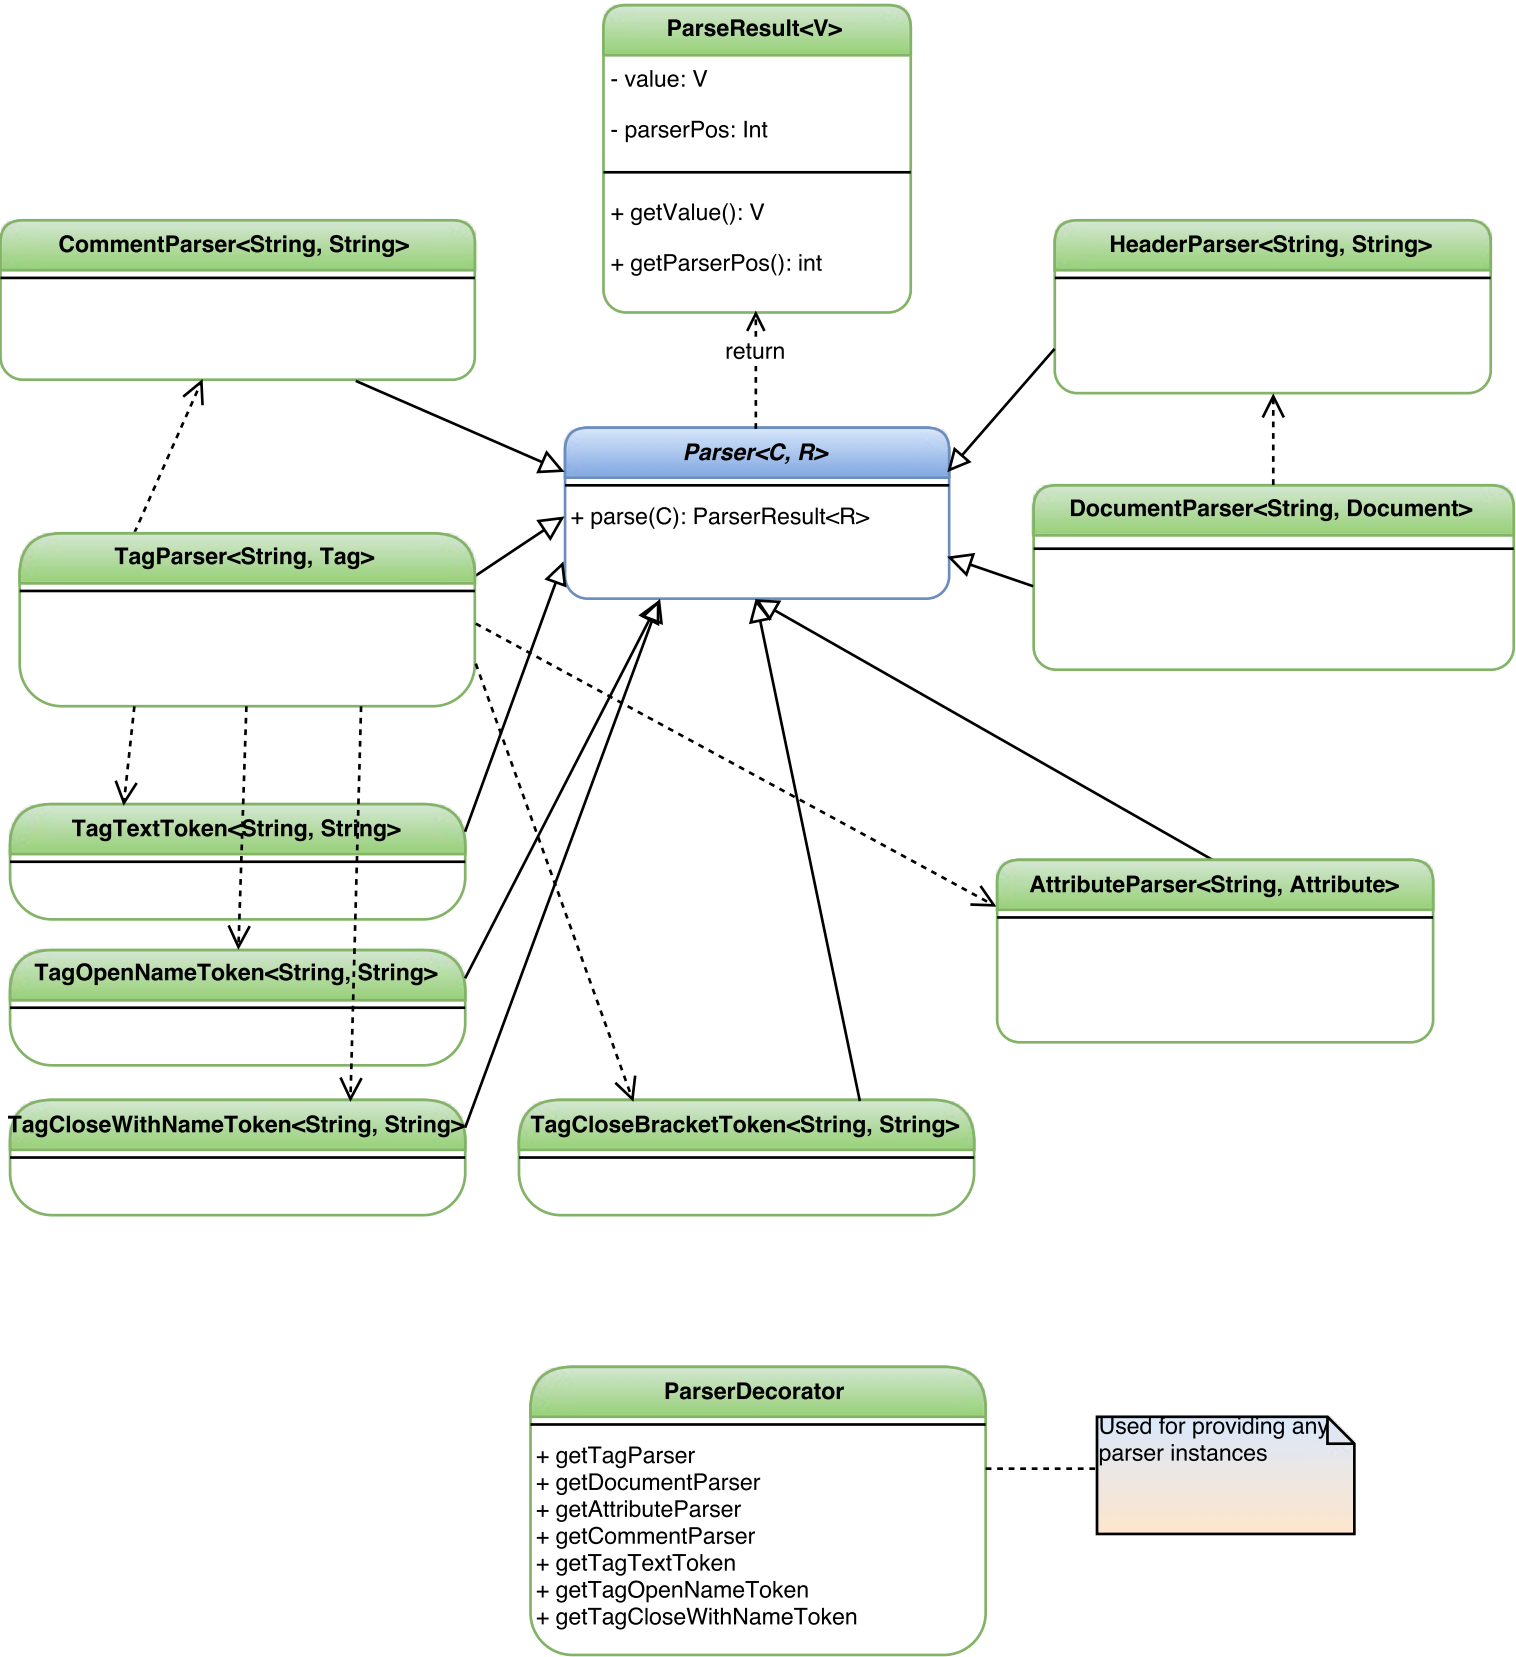 ParseResult<V>
- value: V
- parserPos: Int
+ getValue(): V
+ getParserPos(): int
CommentParser<String, String>
HeaderParser<String, String>
return
Parser<C, R>
+ parse(C): ParserResult<R>
DocumentParser<String, Document>
TagParser<String, Tag>
TagTextToken<String, String>
AttributeParser<String, Attribute>
TagOpenNameToken<String, String>
TagCloseWithNameToken<String, String>
TagCloseBracketToken<String, String>
ParserDecorator
+ getTagParser
+ getDocumentParser
+ getAttributeParser
+ getCommentParser
+ getTagTextToken
+ getTagOpenNameToken
+ getTagCloseWithNameToken
Used for providing any
parser instances